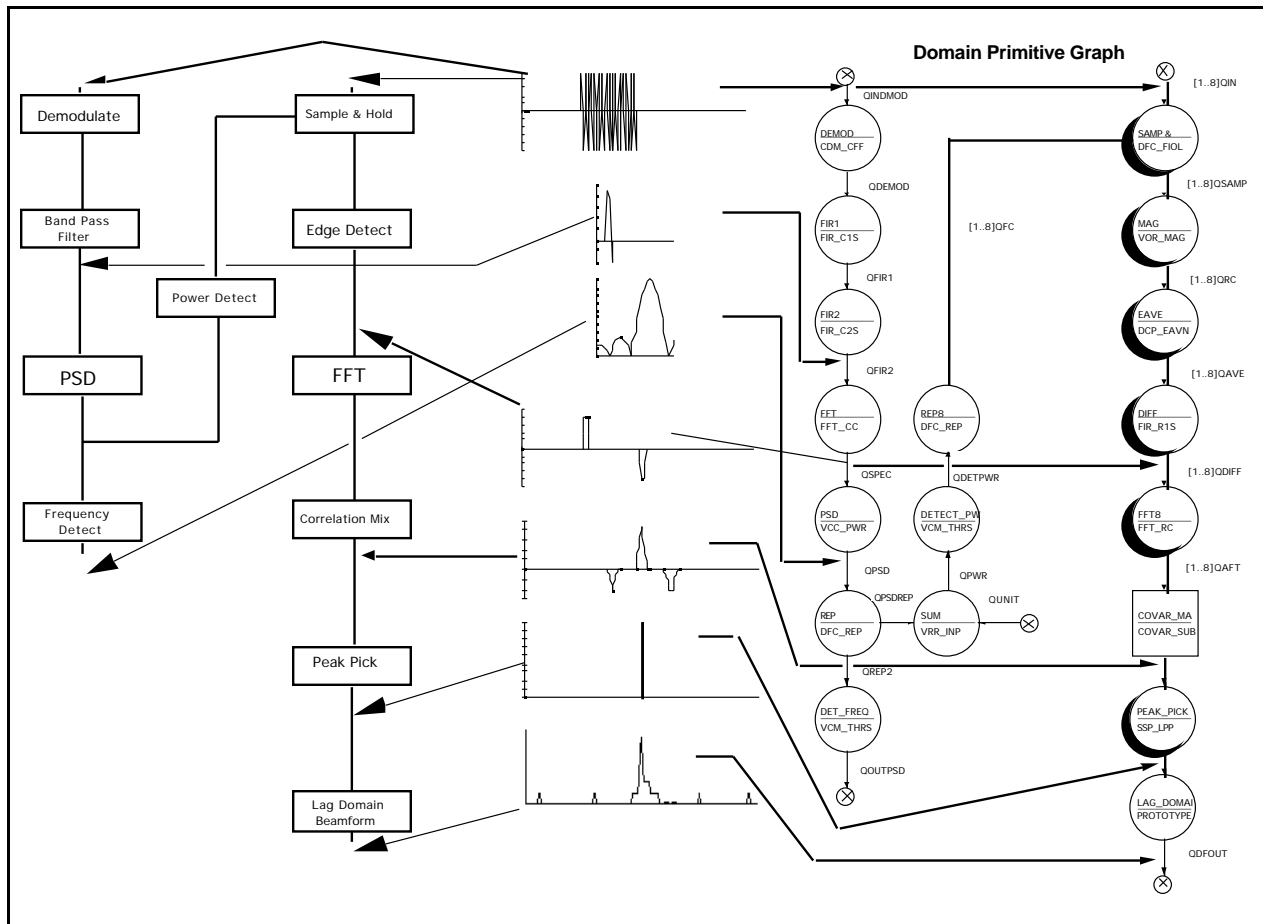 Domain Primitive Graph
Demodulate
Band Pass
Filter
PSD
Frequency
Detect
Power Detect
Sample & Hold
Edge Detect
FFT
Correlation Mix
Peak Pick
Lag Domain
Beamform
QINDMOD
DEMOD
CDM_CFF
QDEMOD
FIR1
FIR_C1S
QFIR1
FIR2
FIR_C2S
QFIR2
FFT
FFT_CC
QSPEC
PSD
VCC_PWR
QPSD
REP
DFC_REP
QPSDREP
QREP2
DET_FREQ
VCM_THRS
QOUTPSD
[1..8]QFC
REP8
DFC_REP
QDETPWR
DETECT_PW
VCM_THRS
QPWR
SUM
VRR_INP
QUNIT
[1..8]QIN
SAMP &
DFC_FIOL
[1..8]QSAMP
MAG
VOR_MAG
[1..8]QRC
EAVE
DCP_EAVN
[1..8]QAVE
DIFF
FIR_R1S
[1..8]QDIFF
FFT8
FFT_RC
[1..8]QAFT
COVAR_MA
COVAR_SUB
PEAK_PICK
SSP_LPP
LAG_DOMAI
PROTOTYPE
QDFOUT